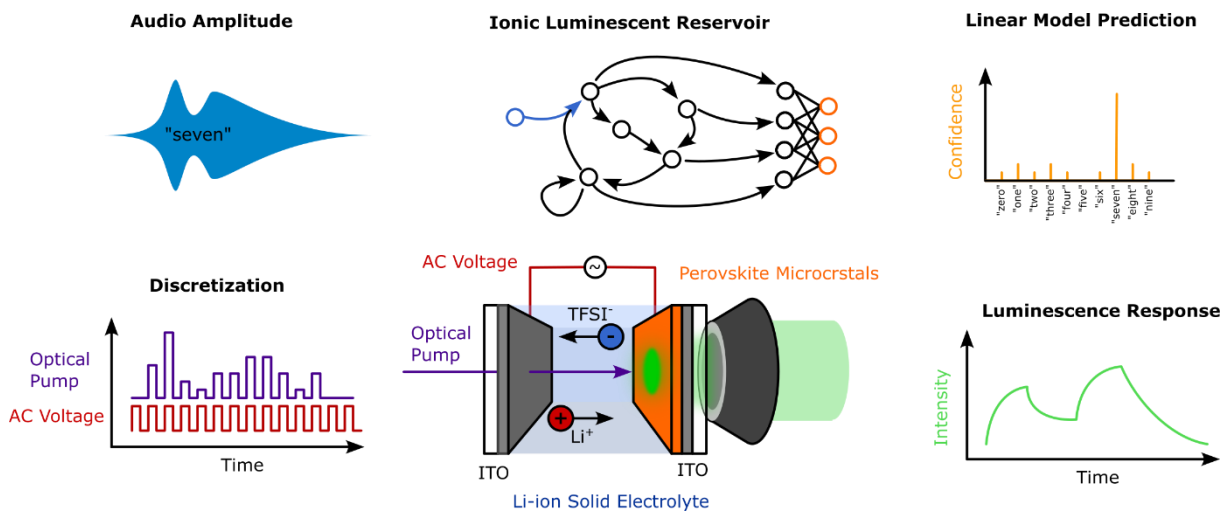 Audio Amplitude
"seven"
Ionic Luminescent Reservoir
Linear Model Prediction
Confidence
"zero"
"one"
"two"
"three"
"four"
"five"
"six"
"seven"
"eight"
"nine"
Discretization
Optical
Pump
AC Voltage
Time
AC Voltage
~
Perovskite Microcrstals
TFSI⁻
-
Optical
Pump
+
Li⁺
ITO
ITO
Li-ion Solid Electrolyte
Luminescence Response
Intensity
Time